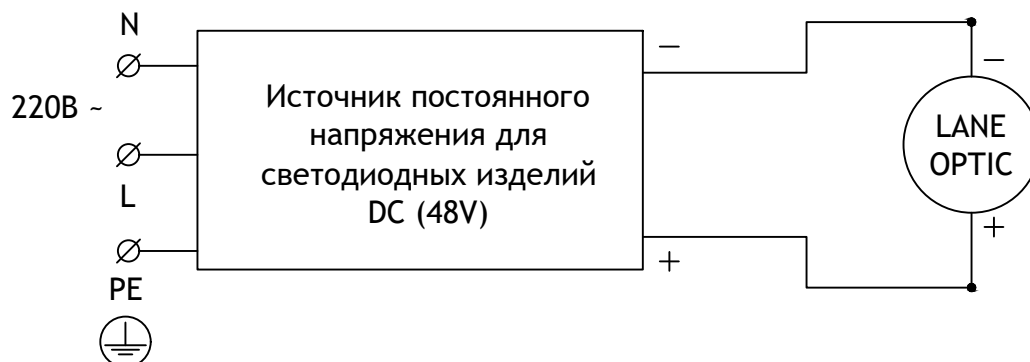 N
220В ~
L
PE
Источник постоянного
напряжения для
светодиодных изделий
DC (48V)
−
+
−
LANE
OPTIC
+